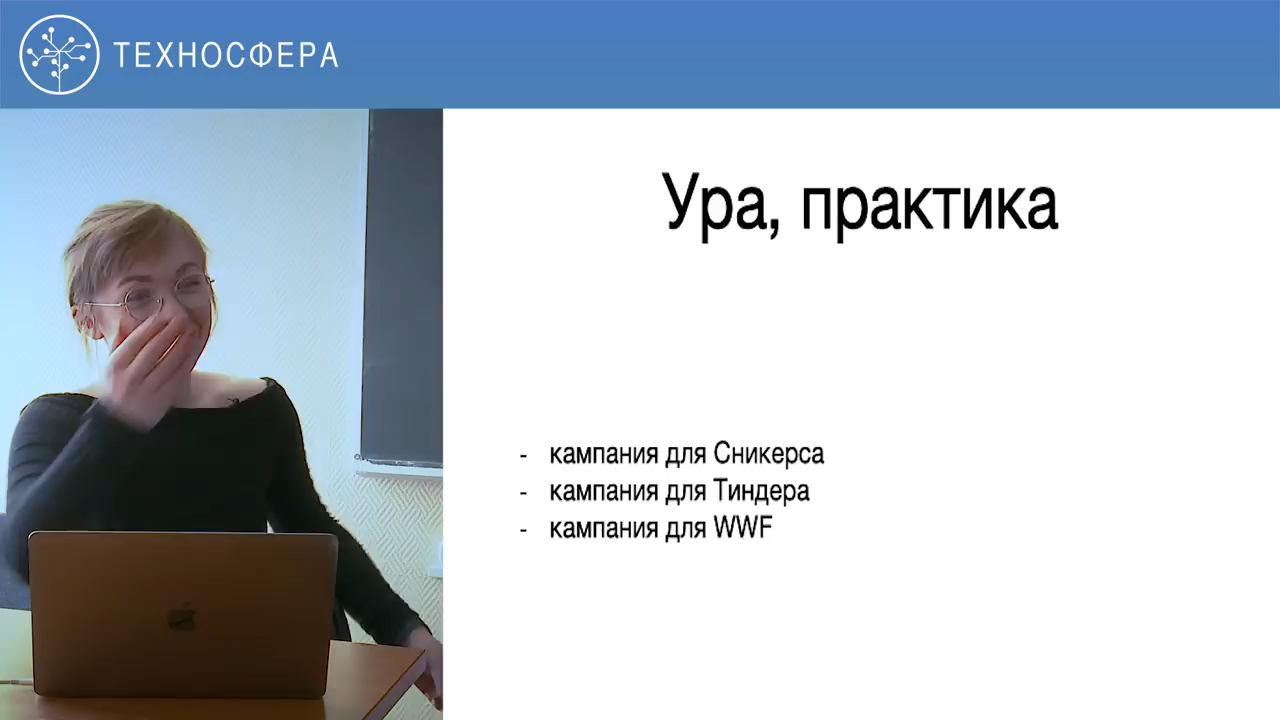 ТЕХНОСФЕРА
Ура, практика
- кампания для Сникерса
- кампания для Тиндера
- кампания для WWF